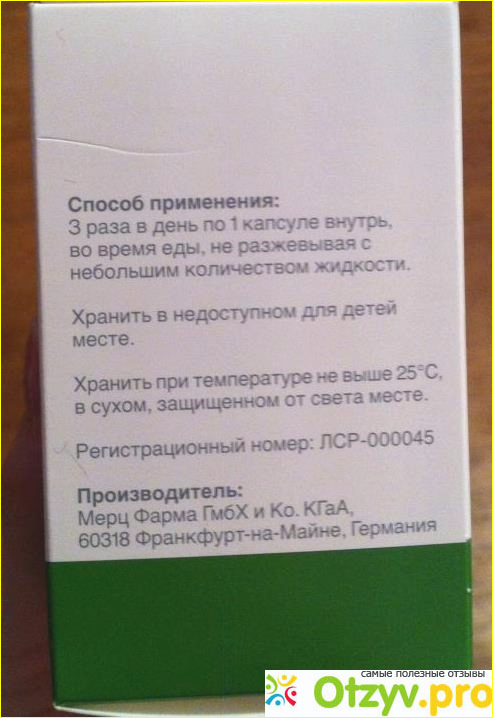 Способ применения:
3 раза в день по 1 капсуле внутрь,
во время еды, не разжевывая с
небольшим количеством жидкости.
Хранить в недоступном для детей
месте.
Хранить при температуре не выше 25°С,
в сухом, защищенном от света месте.
Регистрационный номер: ЛСР-000045
Производитель:
Мерц Фарма ГмбХ и Ко. КГаА,
60318 Франкфурт-на-Майне, Германия
самые полезные отзывы
Otzyv.pro